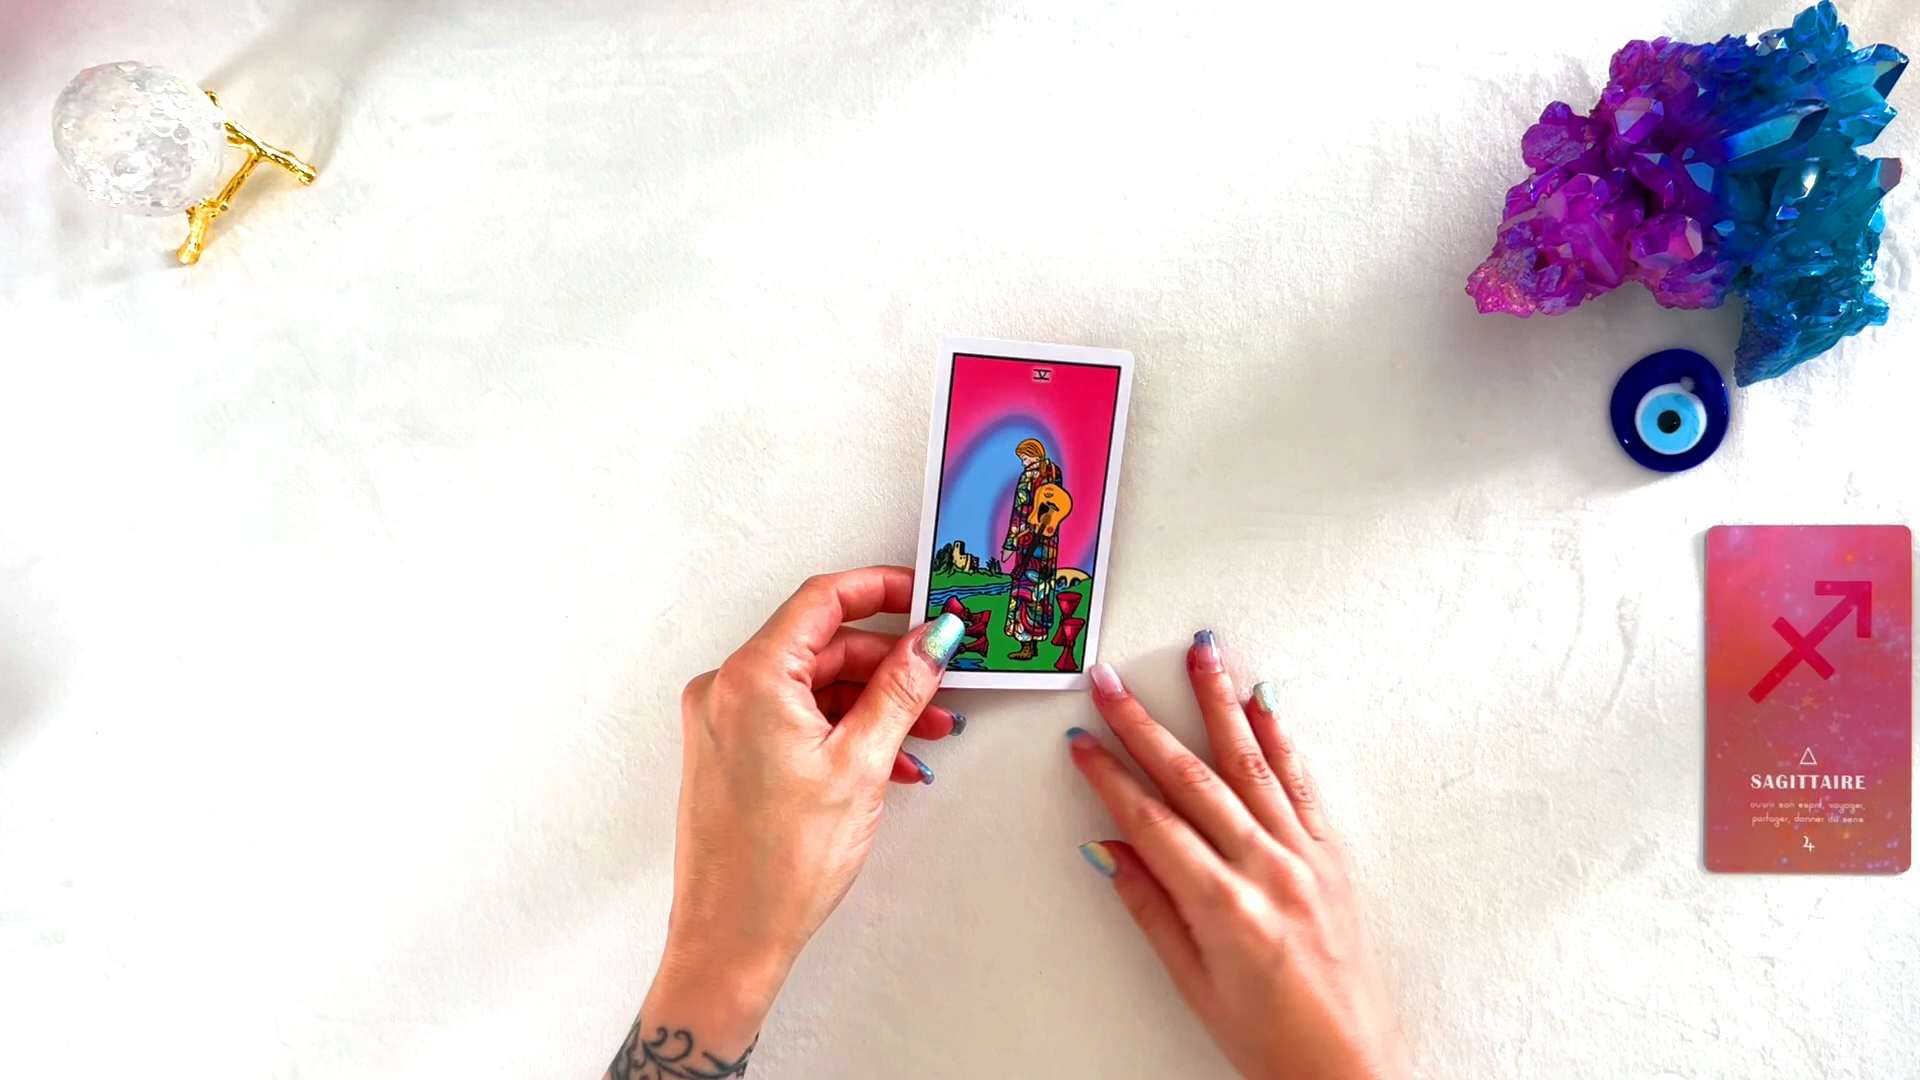 V
SAGITTAIRE
ouvrir son esprit, voyager,
partager, donner du sens